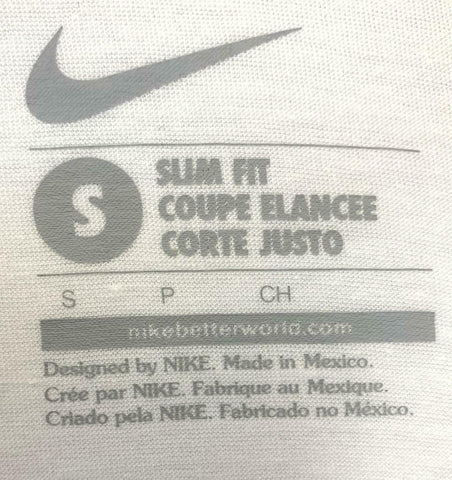 S
SLIM FIT
COUPE ELANCEE
CORTE JUSTO
S P CH
nikebetterworld.com
Designed by NIKE. Made in Mexico.
Crée par NIKE. Fabrique au Mexique.
Criado pela NIKE. Fabricado no México.